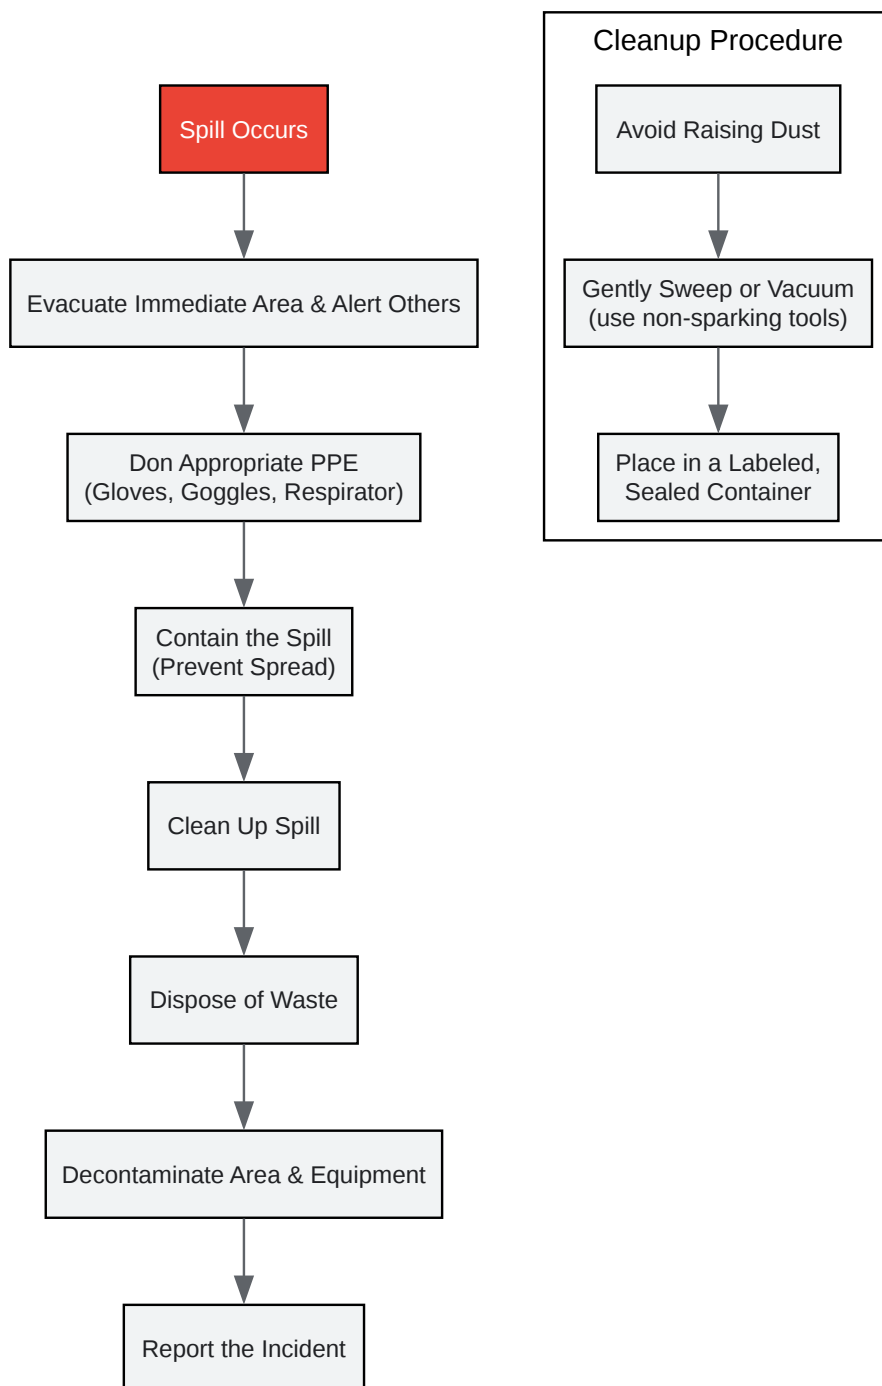 Spill Occurs
Evacuate Immediate Area & Alert Others
Don Appropriate PPE
(Gloves, Goggles, Respirator)
Contain the Spill
(Prevent Spread)
Clean Up Spill
Dispose of Waste
Decontaminate Area & Equipment
Report the Incident
Cleanup Procedure
Avoid Raising Dust
Gently Sweep or Vacuum
(use non-sparking tools)
Place in a Labeled,
Sealed Container